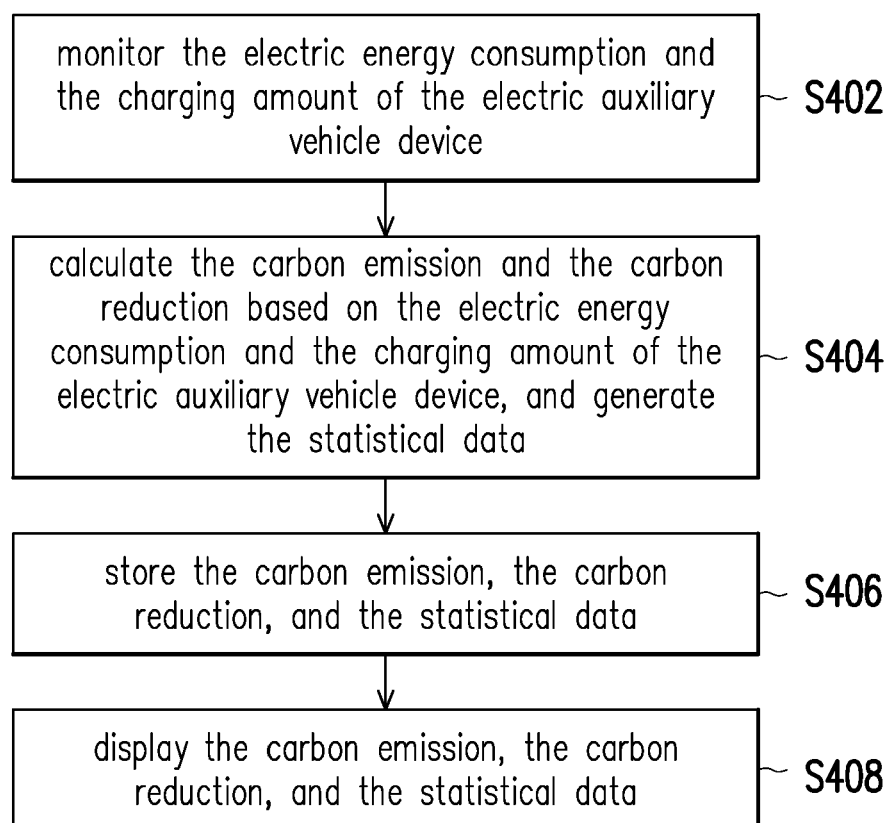 monitor the electric energy consumption and
the charging amount of the electric auxiliary
vehicle device
S402
calculate the carbon emission and the carbon
reduction based on the electric energy
consumption and the charging amount of the
electric auxiliary vehicle device, and generate
the statistical data
S404
store the carbon emission, the carbon
reduction, and the statistical data
S406
display the carbon emission, the carbon
reduction, and the statistical data
S408